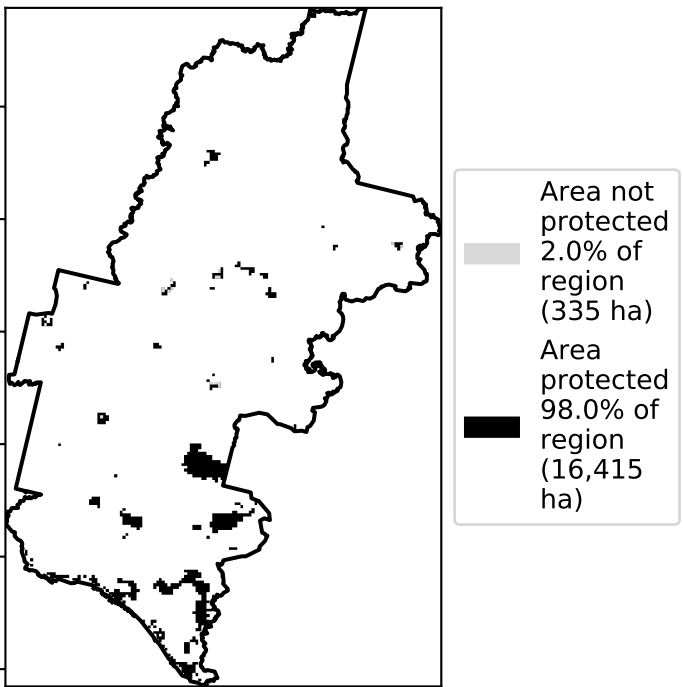 Area not
protected
2.0% of
region
(335 ha)
Area
protected
98.0% of
region
(16,415
ha)